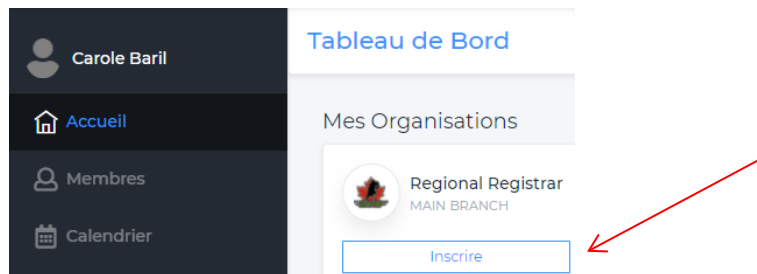 Carole Baril
Accueil
Membres
Calendrier
Tableau de Bord
Mes Organisations
Regional Registrar
MAIN BRANCH
Inscrire